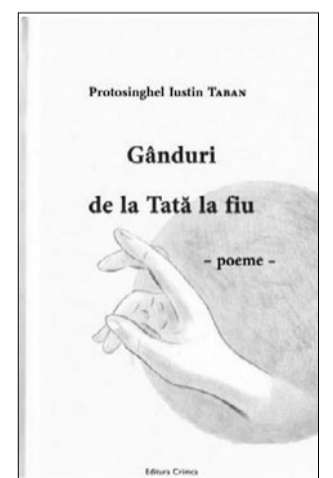 Protosinghel Iustin TABAN
Gânduri
de la Tată la fiu
– poeme –
Editura Crimca